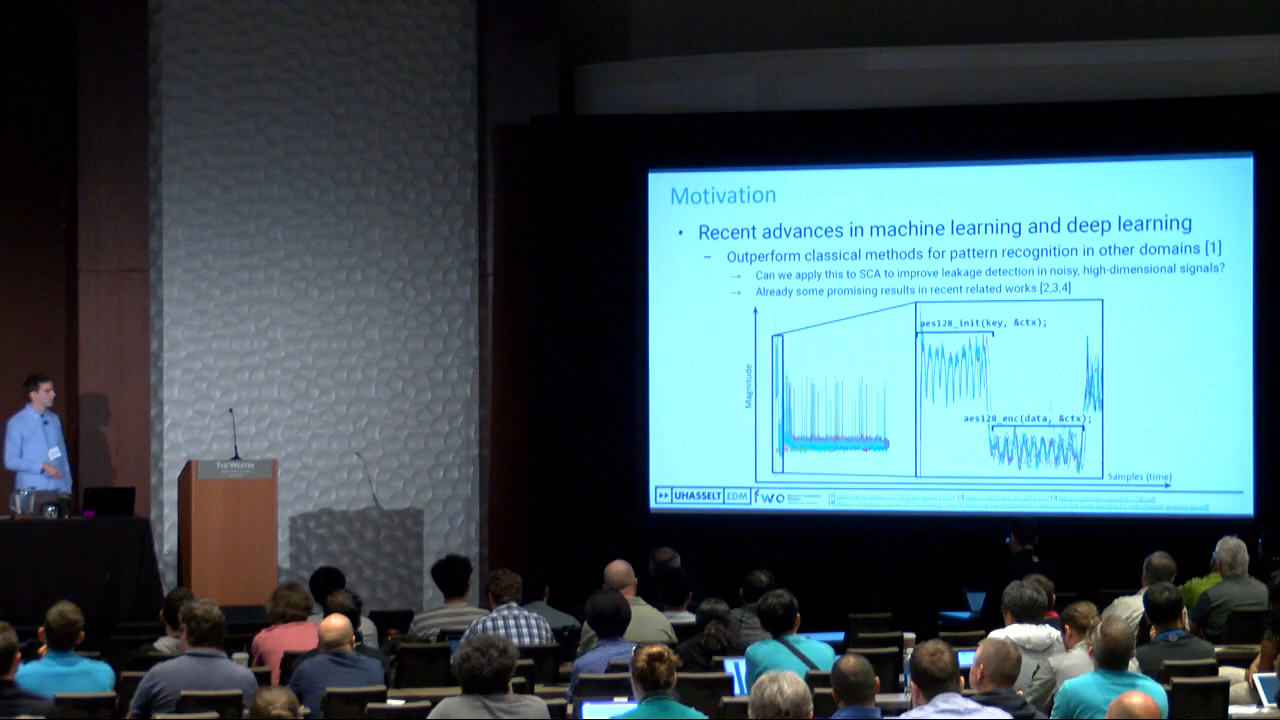 Motivation
• Recent advances in machine learning and deep learning
– Outperform classical methods for pattern recognition in other domains [1]
→ Can we apply this to SCA to improve leakage detection in noisy, high-dimensional signals?
→ Already some promising results in recent related works [2,3,4]
aes128_init(key, &ctx);
Magnitude
aes128_enc(data, &ctx);
Samples (time)
UHASSELT EDM fwo
THE WESTIN